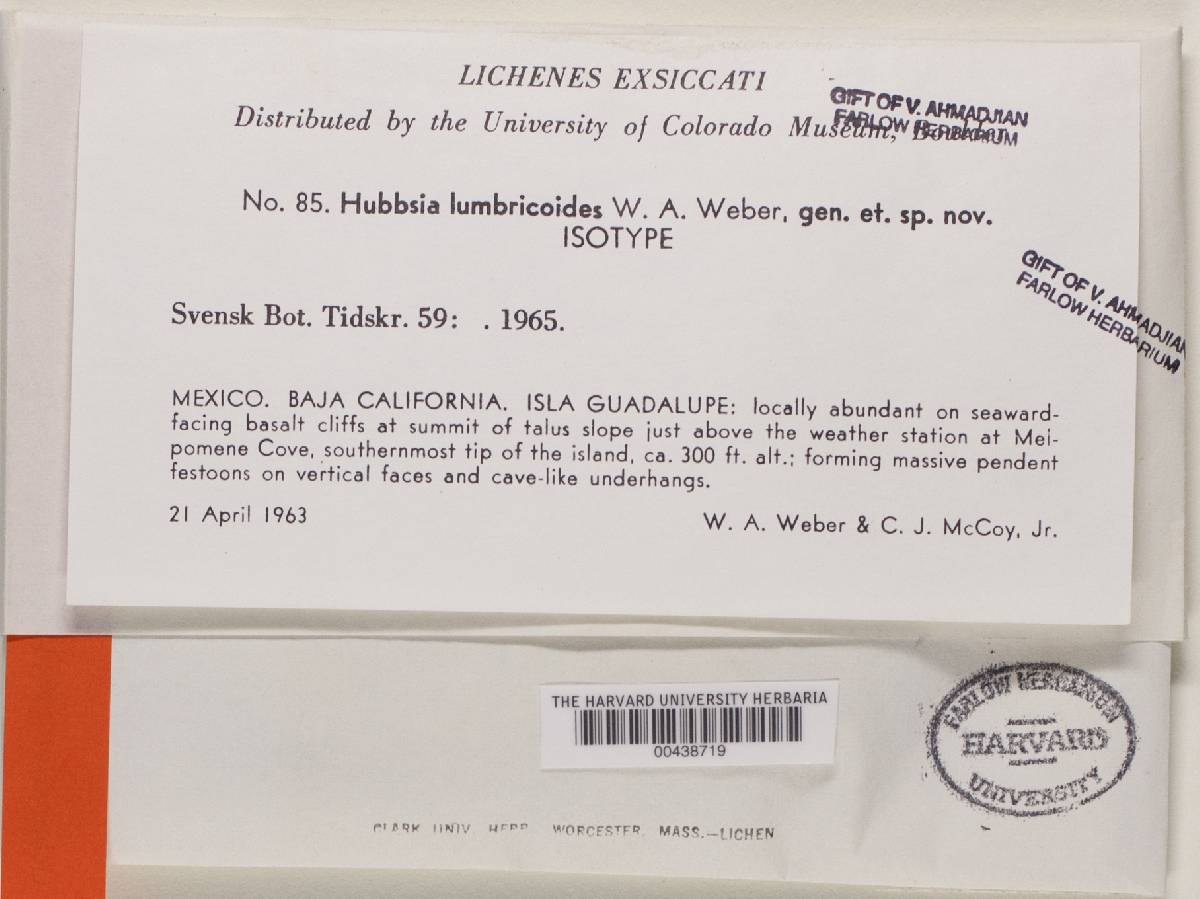 LICHENES EXSICCATI
Distributed by the University of Colorado Museum, Boulder
GIFT OF V. AHMADJIAN
FARLOW HERBARIUM
No. 85. Hubbsia lumbricoides W. A. Weber, gen. et. sp. nov.
ISOTYPE
GIFT OF V. AHMADJIAN
FARLOW HERBARIUM
Svensk Bot. Tidskr. 59: . 1965.
MEXICO. BAJA CALIFORNIA. ISLA GUADALUPE: locally abundant on seaward-
facing basalt cliffs at summit of talus slope just above the weather station at Mei-
pomene Cove, southernmost tip of the island, ca. 300 ft. alt.; forming massive pendent
festoons on vertical faces and cave-like underhangs.
21 April 1963
W. A. Weber & C. J. McCoy, Jr.
THE HARVARD UNIVERSITY HERBARIA
00438719
FARLOW HERBARIUM
HARVARD
UNIVERSITY
CLARK UNIV. HERB. WORCESTER, MASS.—LICHEN